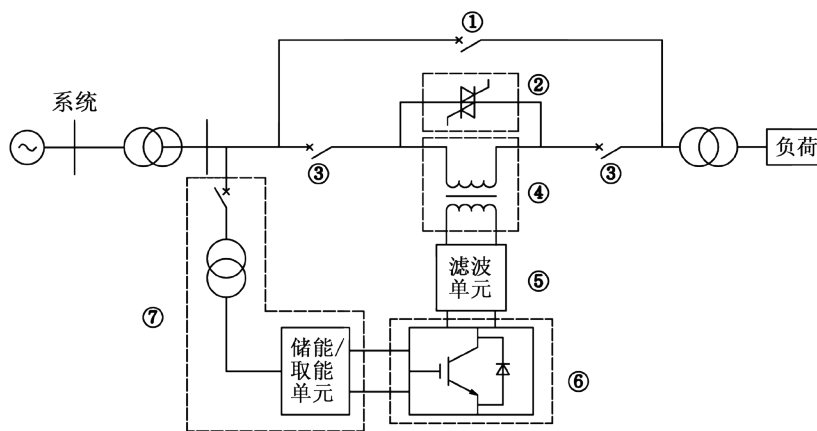 ①
②
系统
负荷
③
③
④
滤波
单元
⑤
⑦
储能/
取能
单元
⑥